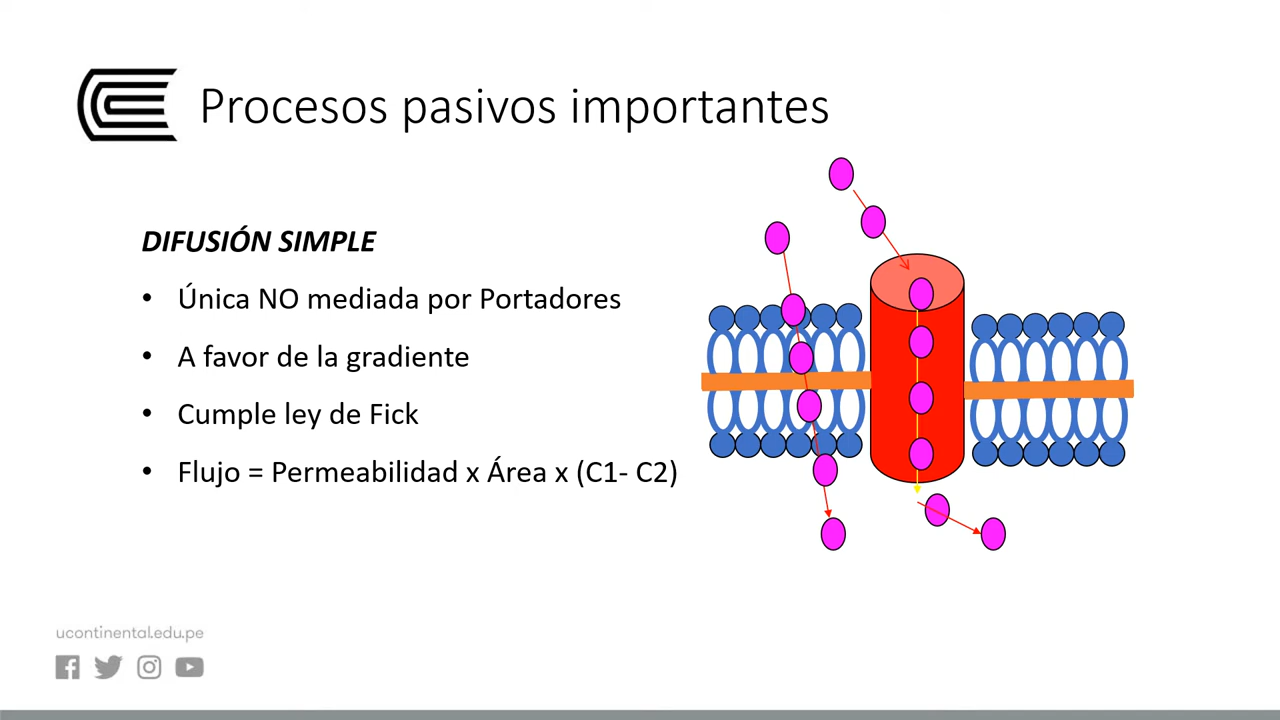 Procesos pasivos importantes
DIFUSIÓN SIMPLE
• Única NO mediada por Portadores
• A favor de la gradiente
• Cumple ley de Fick
• Flujo = Permeabilidad x Área x (C1- C2)
ucontinental.edu.pe